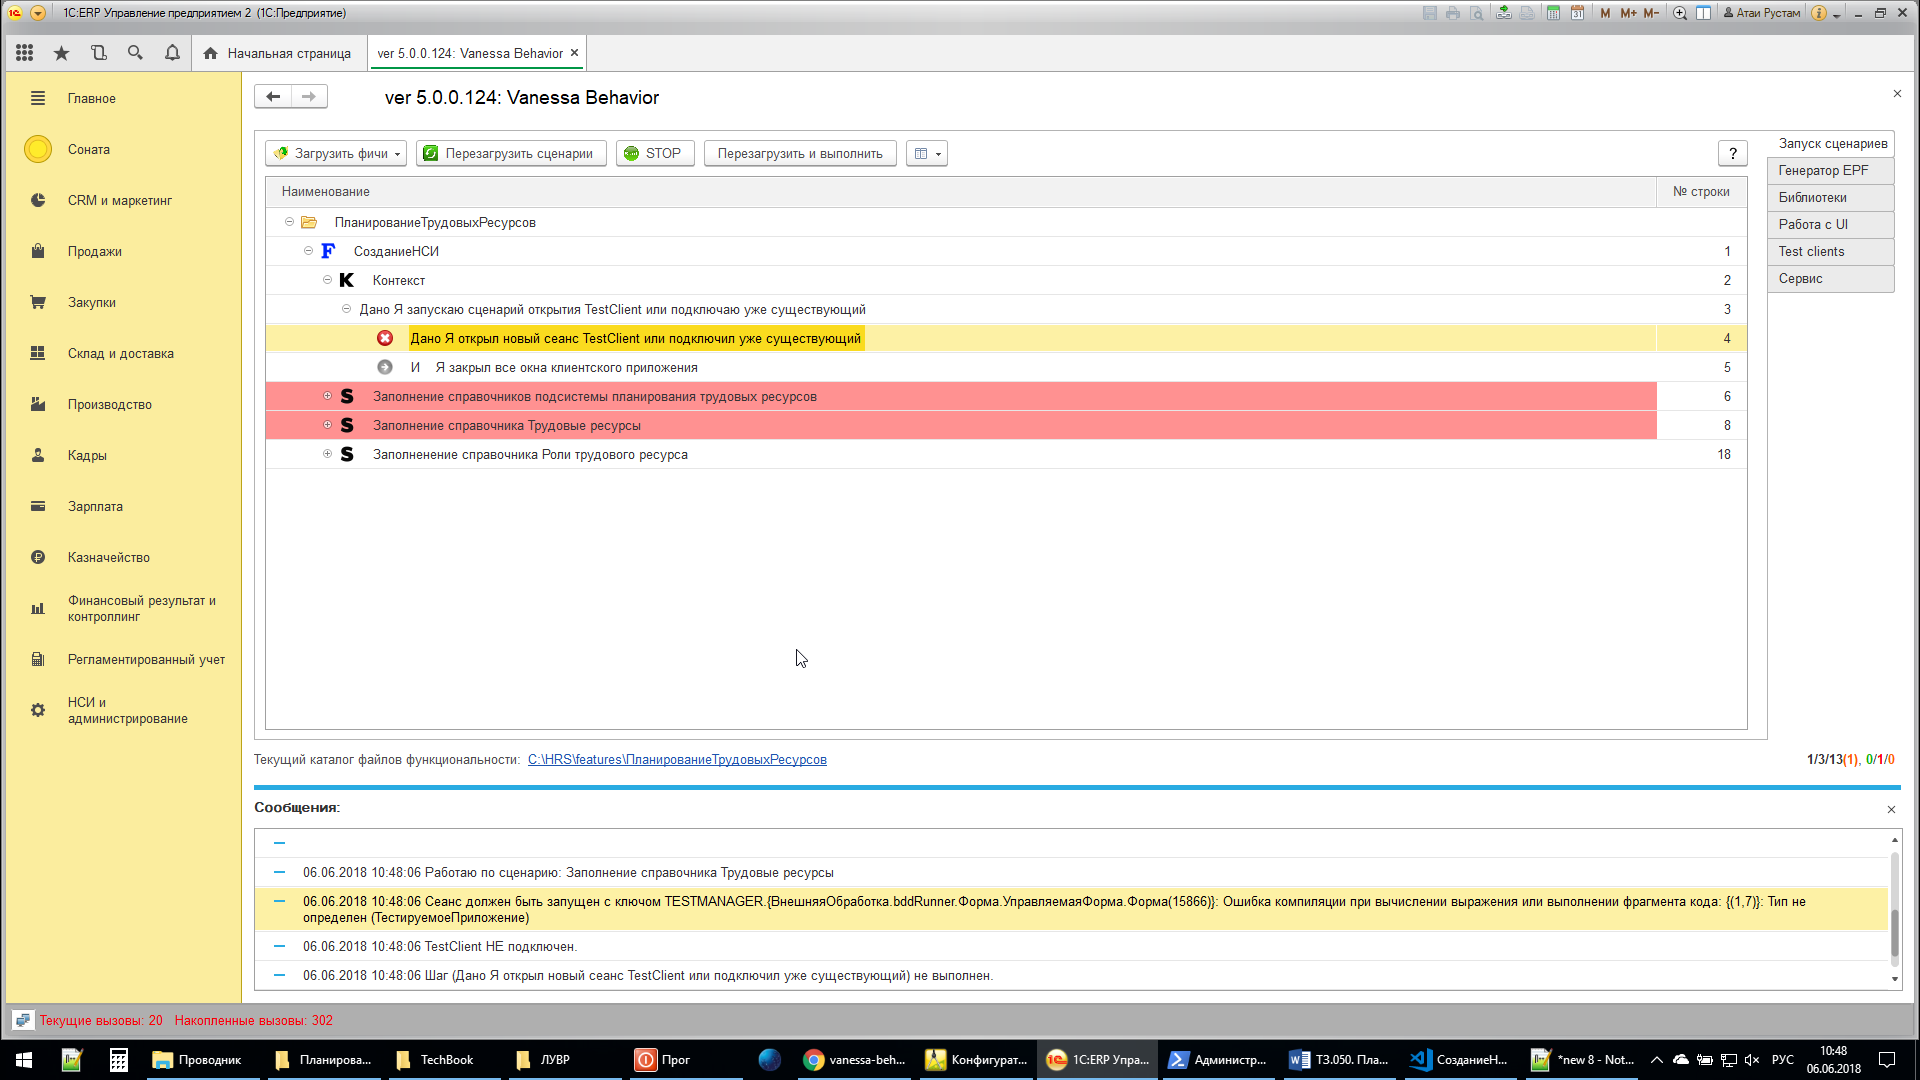 1С:ERP Управление предприятием 2 (1С:Предприятие)
M M+ M- Атаи Рустам
Начальная страница
ver 5.0.0.124: Vanessa Behavior ×
Главное
Соната
CRM и маркетинг
Продажи
Закупки
Склад и доставка
Производство
Кадры
Зарплата
Казначейство
Финансовый результат и
контроллинг
Регламентированный учет
НСИ и
администрирование
ver 5.0.0.124: Vanessa Behavior
Загрузить фичи
Перезагрузить сценарии
STOP
Перезагрузить и выполнить
?
Запуск сценариев
Генератор EPF
Библиотеки
Работа с UI
Test clients
Сервис
Наименование № строки
ПланированиеТрудовыхРесурсов
F СозданиеНСИ 1
K Контекст 2
Дано Я запускаю сценарий открытия TestClient или подключаю уже существующий 3
Дано Я открыл новый сеанс TestClient или подключил уже существующий 4
И Я закрыл все окна клиентского приложения 5
S Заполнение справочников подсистемы планирования трудовых ресурсов 6
S Заполнение справочника Трудовые ресурсы 8
S Заполненение справочника Роли трудового ресурса 18
Текущий каталог файлов функциональности: C:\HRS\features\ПланированиеТрудовыхРесурсов
1/3/13(1), 0/1/0
Сообщения:
06.06.2018 10:48:06 Работаю по сценарию: Заполнение справочника Трудовые ресурсы
06.06.2018 10:48:06 Сеанс должен быть запущен с ключом TESTMANAGER.{ВнешняяОбработка.bddRunner.Форма.УправляемаяФорма.Форма(15866)}: Ошибка компиляции при вычислении выражения или выполнении фрагмента кода: {(1,7)}: Тип не
определен (ТестируемоеПриложение)
06.06.2018 10:48:06 TestClient НЕ подключен.
06.06.2018 10:48:06 Шаг (Дано Я открыл новый сеанс TestClient или подключил уже существующий) не выполнен.
Текущие вызовы: 20 Накопленные вызовы: 302
Проводник
Планирова...
TechBook
ЛУВР
Прог
vanessa-beh...
Конфигурат...
1С:ERP Упра...
Администр...
ТЗ.050. Пла...
СозданиеН...
*new 8 - Not...
РУС
10:48
06.06.2018